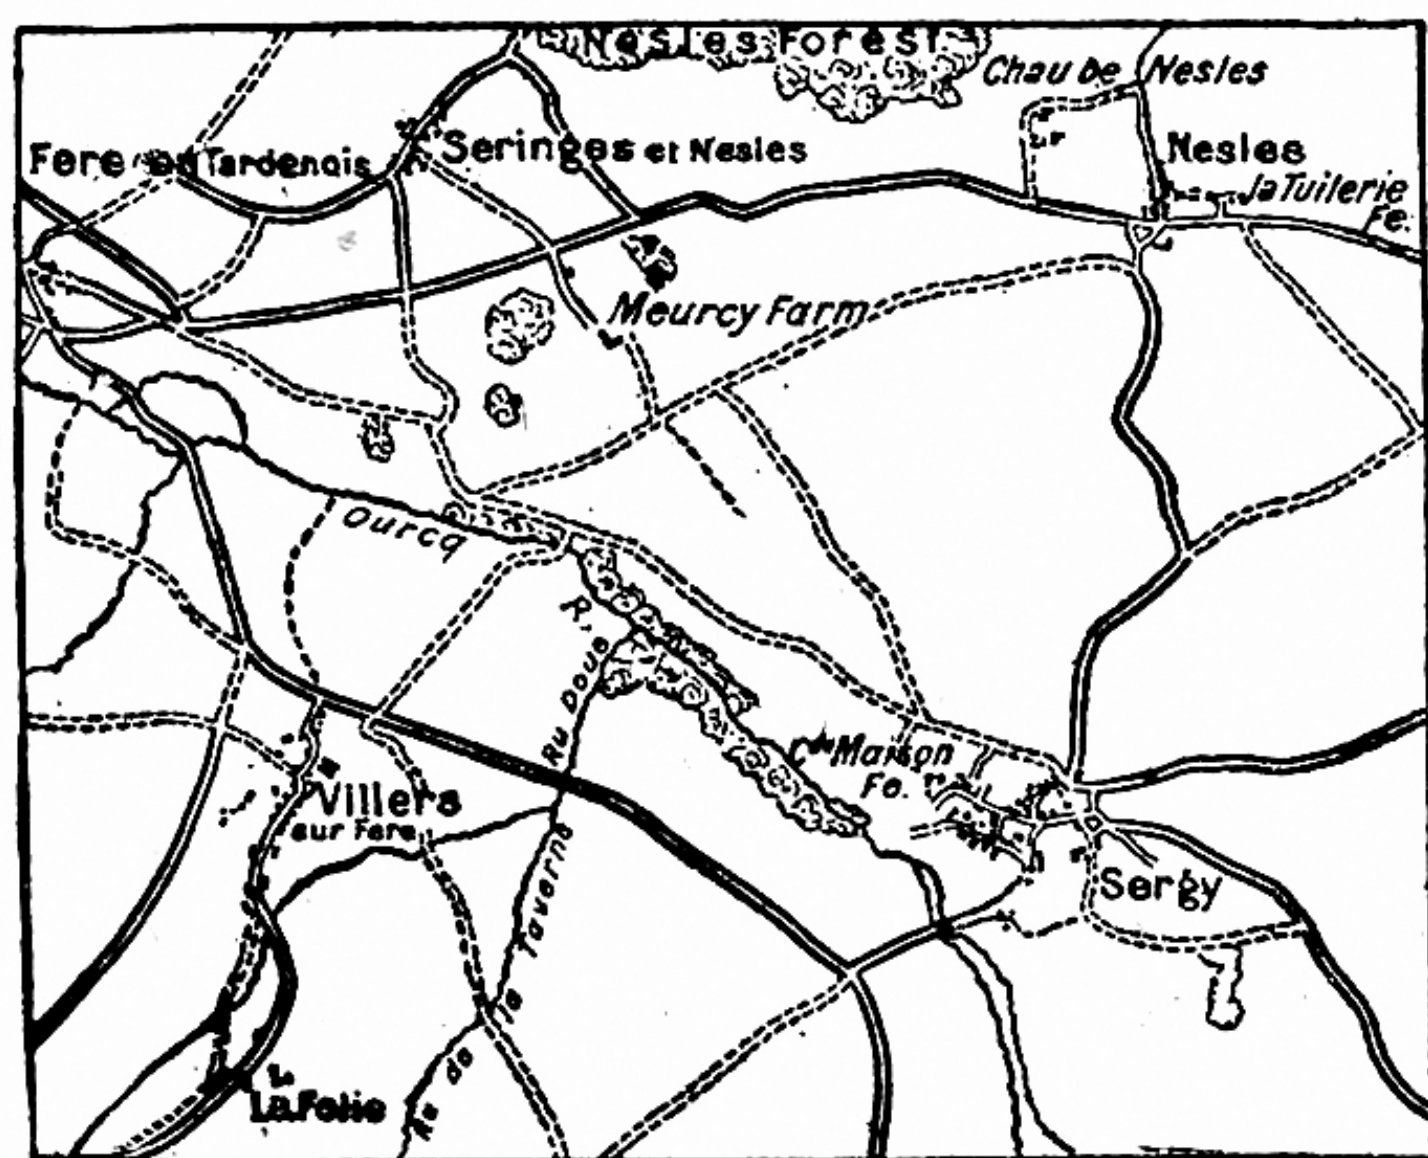 Nesles Forest
Chau de Nesles
Fere en Tardenois
Seringes et Nesles
Nesles
la Tuilerie
Fe.
Meurcy Farm
Ourcq
R.
Ru Doue
Cde Maison
Fe.
Villers
sur Fere
Sergy
Ru de la Taverne
La Folie